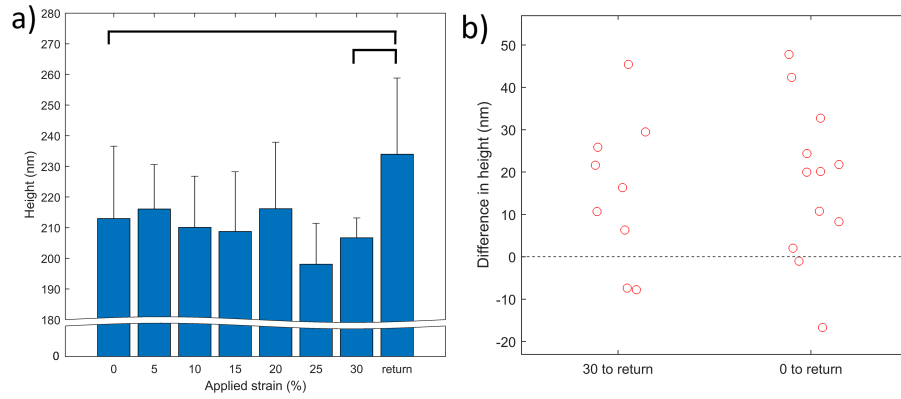 a)
280
270
260
250
240
230
220
210
200
190
180
0
Height (nm)
0 5 10 15 20 25 30 return
Applied strain (%)
b)
50
40
30
20
10
0
-10
-20
Difference in height (nm)
30 to return 0 to return